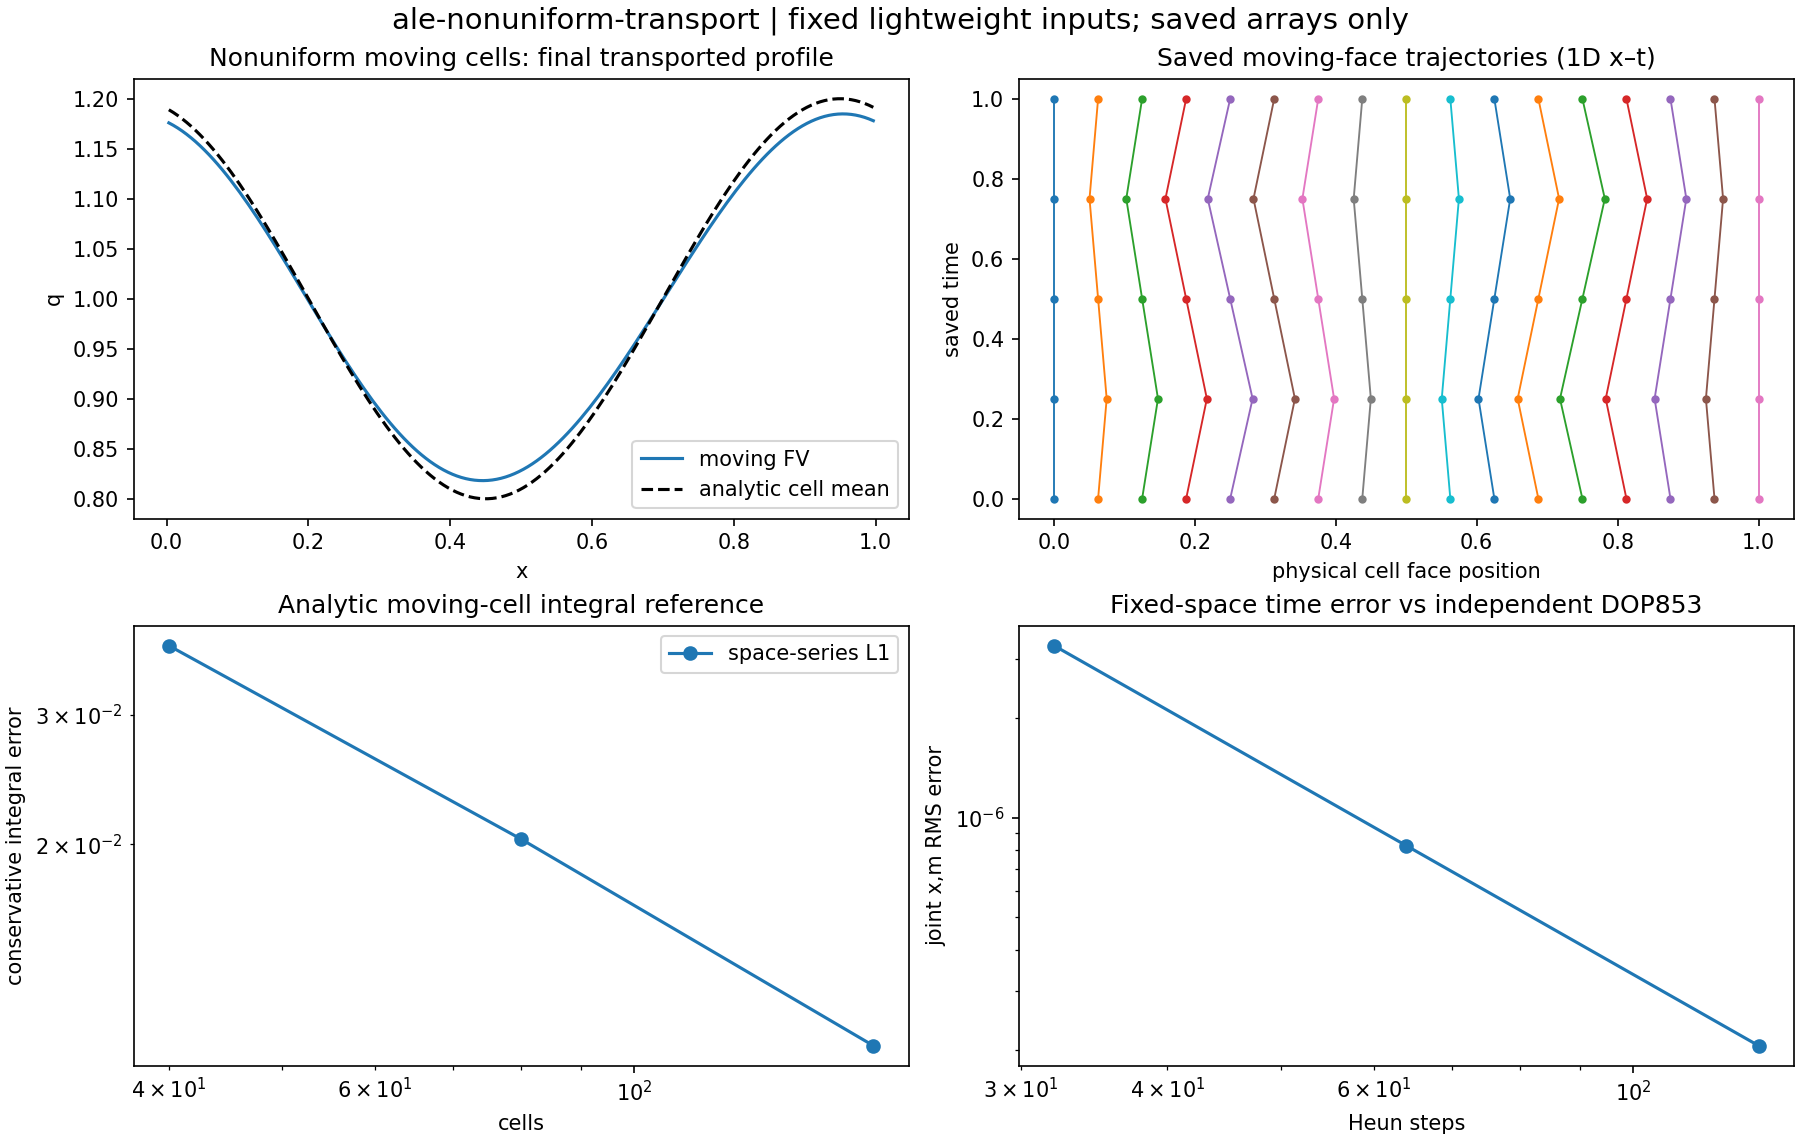 ale-nonuniform-transport | fixed lightweight inputs; saved arrays only
Nonuniform moving cells: final transported profile
q
1.20
1.15
1.10
1.05
1.00
0.95
0.90
0.85
0.80
moving FV
analytic cell mean
0.0 0.2 0.4 0.6 0.8 1.0
x
Saved moving-face trajectories (1D x–t)
saved time
1.0
0.8
0.6
0.4
0.2
0.0
0.0 0.2 0.4 0.6 0.8 1.0
physical cell face position
Analytic moving-cell integral reference
conservative integral error
space-series L1
3 × 10⁻²
2 × 10⁻²
4 × 10¹ 6 × 10¹ 10²
cells
Fixed-space time error vs independent DOP853
joint x,m RMS error
10⁻⁶
3 × 10¹ 4 × 10¹ 6 × 10¹ 10²
Heun steps